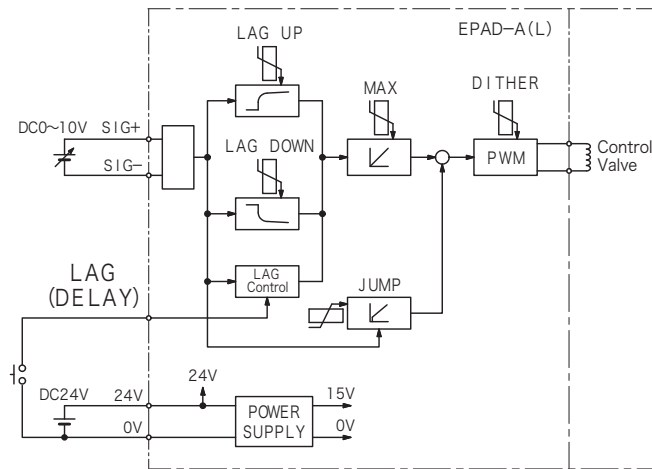 LAG UP
EPAD-A(L)
MAX
DITHER
DC0~10V
SIG+
SIG-
LAG DOWN
PWM
Control
Valve
LAG
(DELAY)
LAG
Control
JUMP
24V
DC24V
24V
0V
POWER
SUPPLY
15V
0V